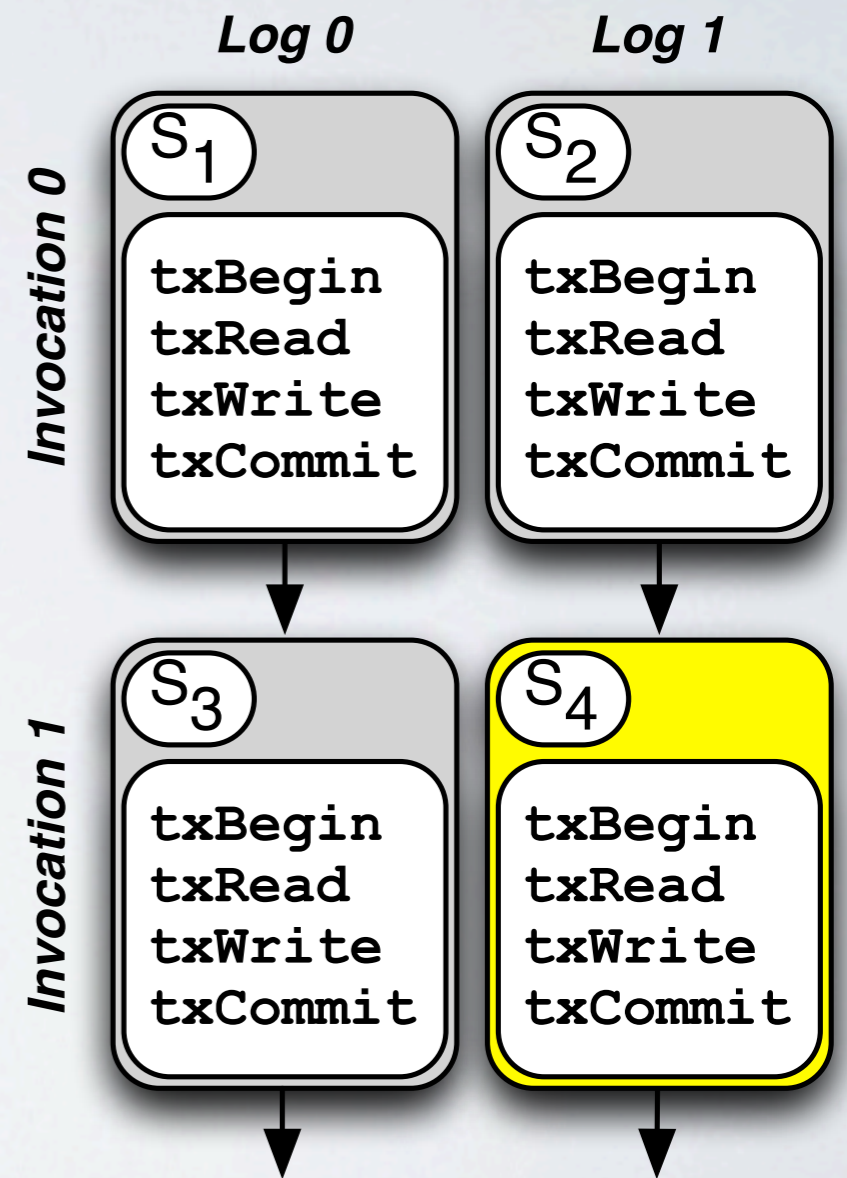 Log 0 Log 1
Invocation 0
S1 S2
txBegin txBegin
txRead txRead
txWrite txWrite
txCommit txCommit
Invocation 1
S3 S4
txBegin txBegin
txRead txRead
txWrite txWrite
txCommit txCommit